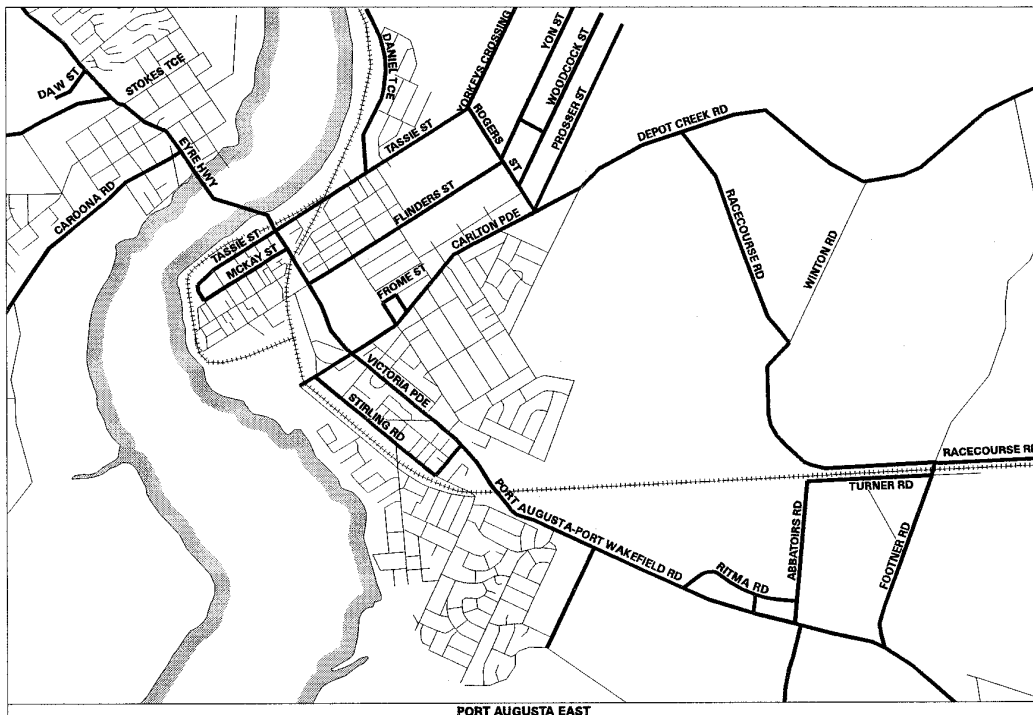 DAW ST
STOKES TCE
DANIEL TCE
YORKEYS CROSSING
YON ST
WOODCOCK ST
PROSSER ST
ROGERS ST
DEPOT CREEK RD
TASSIE ST
EYRE HWY
CAROONA RD
FLINDERS ST
CARLTON PDE
RACECOURSE RD
WINTON RD
TASSIE ST
MCKAY ST
FROME ST
VICTORIA PDE
STIRLING RD
RACECOURSE RD
TURNER RD
PORT AUGUSTA-PORT WAKEFIELD RD
ABBATOIRS RD
FOOTNER RD
RITMA RD
PORT AUGUSTA EAST